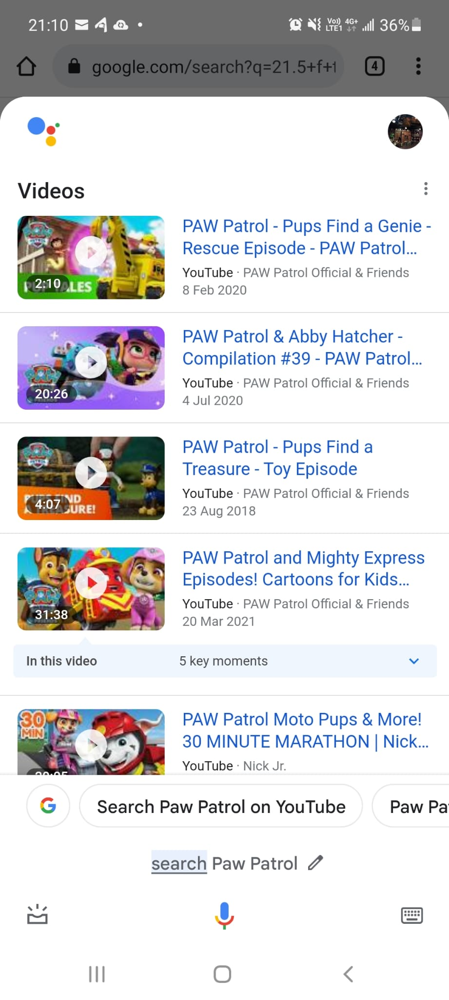 21:10
Vo)) 4G+
LTE1
36%
google.com/search?q=21.5+f+t
4
Videos
PAW Patrol - Pups Find a Genie -
Rescue Episode - PAW Patrol...
2:10
YouTube · PAW Patrol Official & Friends
8 Feb 2020
PAW Patrol & Abby Hatcher -
Compilation #39 - PAW Patrol...
20:26
YouTube · PAW Patrol Official & Friends
4 Jul 2020
PAW Patrol - Pups Find a
Treasure - Toy Episode
4:07
YouTube · PAW Patrol Official & Friends
23 Aug 2018
PAW Patrol and Mighty Express
Episodes! Cartoons for Kids...
31:38
YouTube · PAW Patrol Official & Friends
20 Mar 2021
In this video 5 key moments
30
MIN
PAW Patrol Moto Pups & More!
30 MINUTE MARATHON | Nick...
YouTube · Nick Jr.
G Search Paw Patrol on YouTube Paw Pa
search Paw Patrol